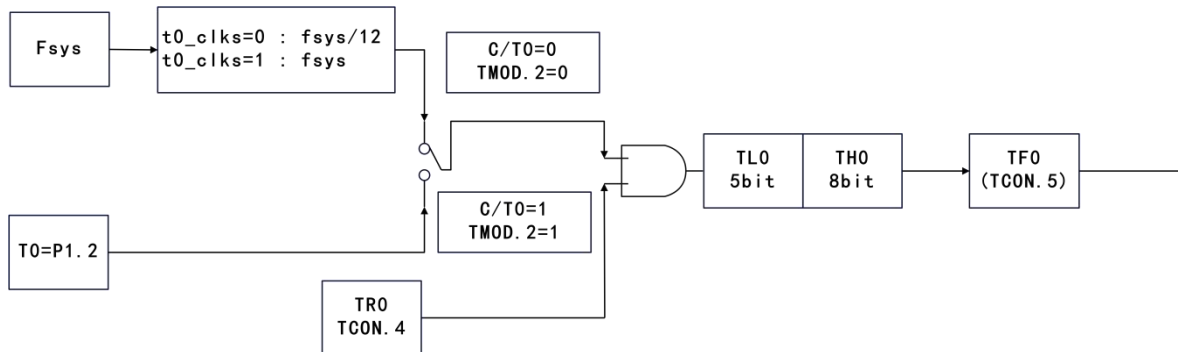 Fsys
t0_clks=0 : fsys/12
t0_clks=1 : fsys
C/T0=0
TMOD.2=0
TL0
5bit
TH0
8bit
TF0
(TCON.5)
C/T0=1
TMOD.2=1
T0=P1.2
TR0
TCON.4